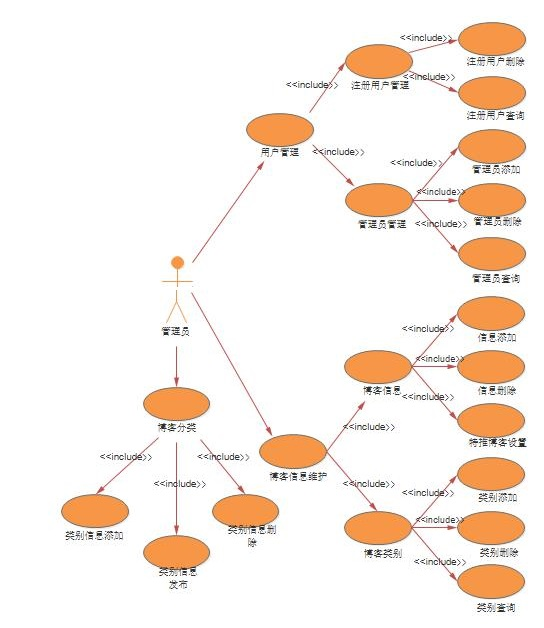 <<include>>
注册用户删除
<<include>>
注册用户管理
<<include>>
注册用户查询
用户管理
<<include>>
<<include>>
管理员添加
<<include>>
管理员删除
管理员管理
<<include>>
管理员查询
管理员
<<include>>
信息添加
<<include>>
信息删除
博客信息
<<include>>
特推博客设置
博客分类
<<include>>
<<include>>
<<include>>
<<include>>
博客信息维护
<<include>>
<<include>>
类别添加
<<include>>
类别删除
博客类别
<<include>>
类别查询
类别信息添加
类别信息删
除
类别信息
发布